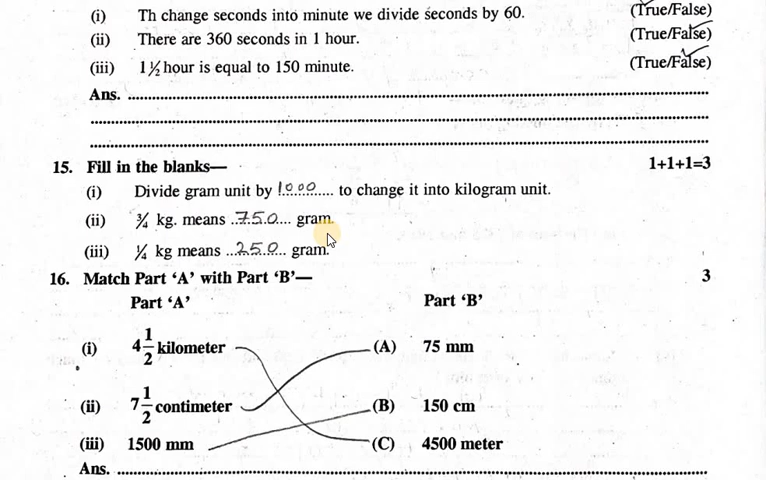 (i) Th change seconds into minute we divide seconds by 60. (True/False)
(ii) There are 360 seconds in 1 hour. (True/False)
(iii) 1½ hour is equal to 150 minute. (True/False)
Ans. ........................................
15. Fill in the blanks— 1+1+1=3
(i) Divide gram unit by 1000 to change it into kilogram unit.
(ii) ¾ kg. means 750 gram.
(iii) ¼ kg means 250 gram.
16. Match Part ‘A’ with Part ‘B’— 3
Part ‘A’ Part ‘B’
(i) 4 1/2 kilometer (A) 75 mm
(ii) 7 1/2 contimeter (B) 150 cm
(iii) 1500 mm (C) 4500 meter
Ans. ........................................